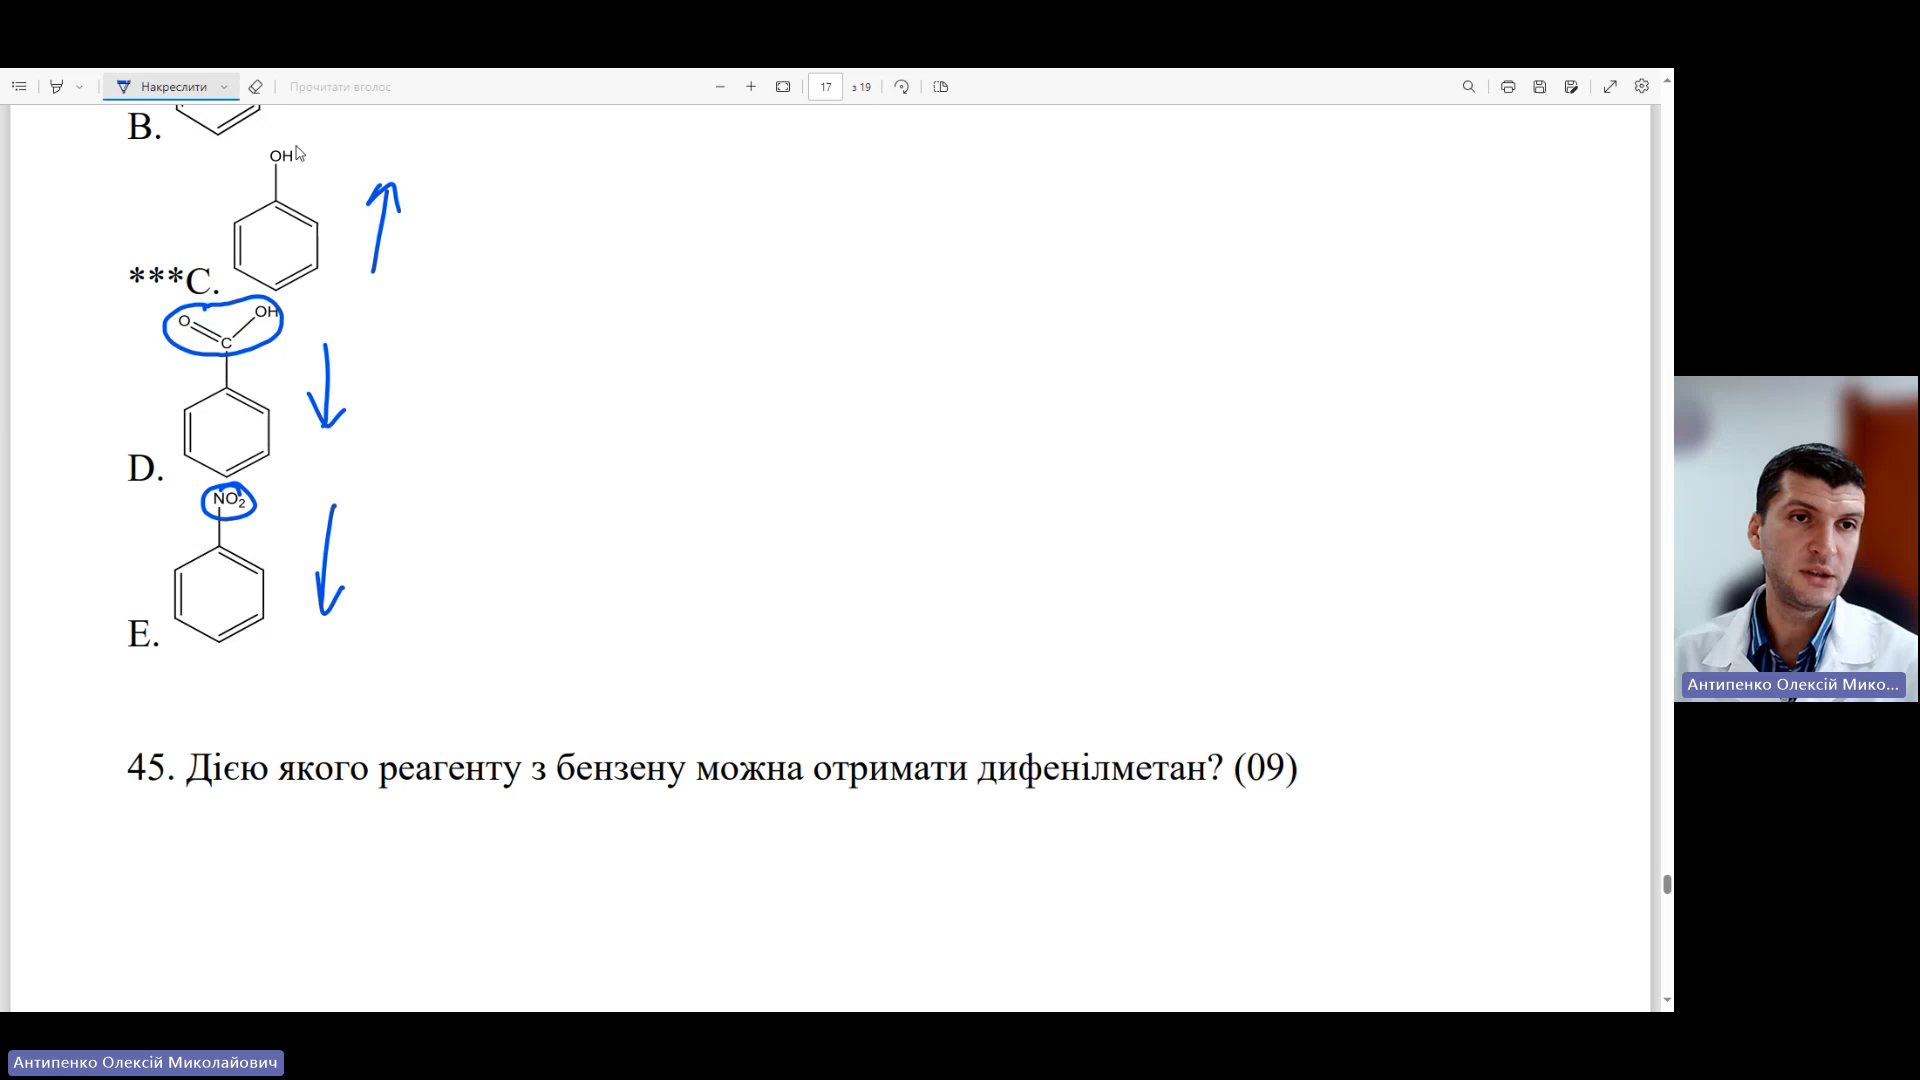 Накреслити
Прочитати вголос
17
з 19
B.
OH
***C.
O
OH
C
D.
NO2
E.
45. Дією якого реагенту з бензену можна отримати дифенілметан? (09)
Антипенко Олексій Мико...
Антипенко Олексій Миколайович